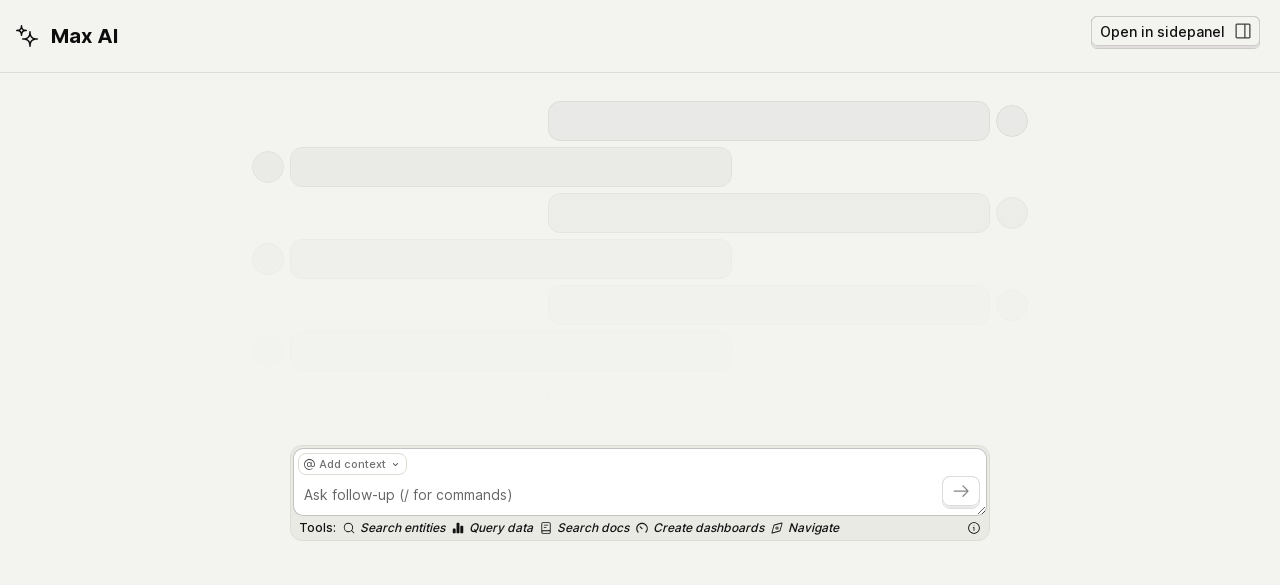 Max AI
Open in sidepanel
@ Add context
Ask follow-up (/ for commands)
Tools: Search entities Query data Search docs Create dashboards Navigate